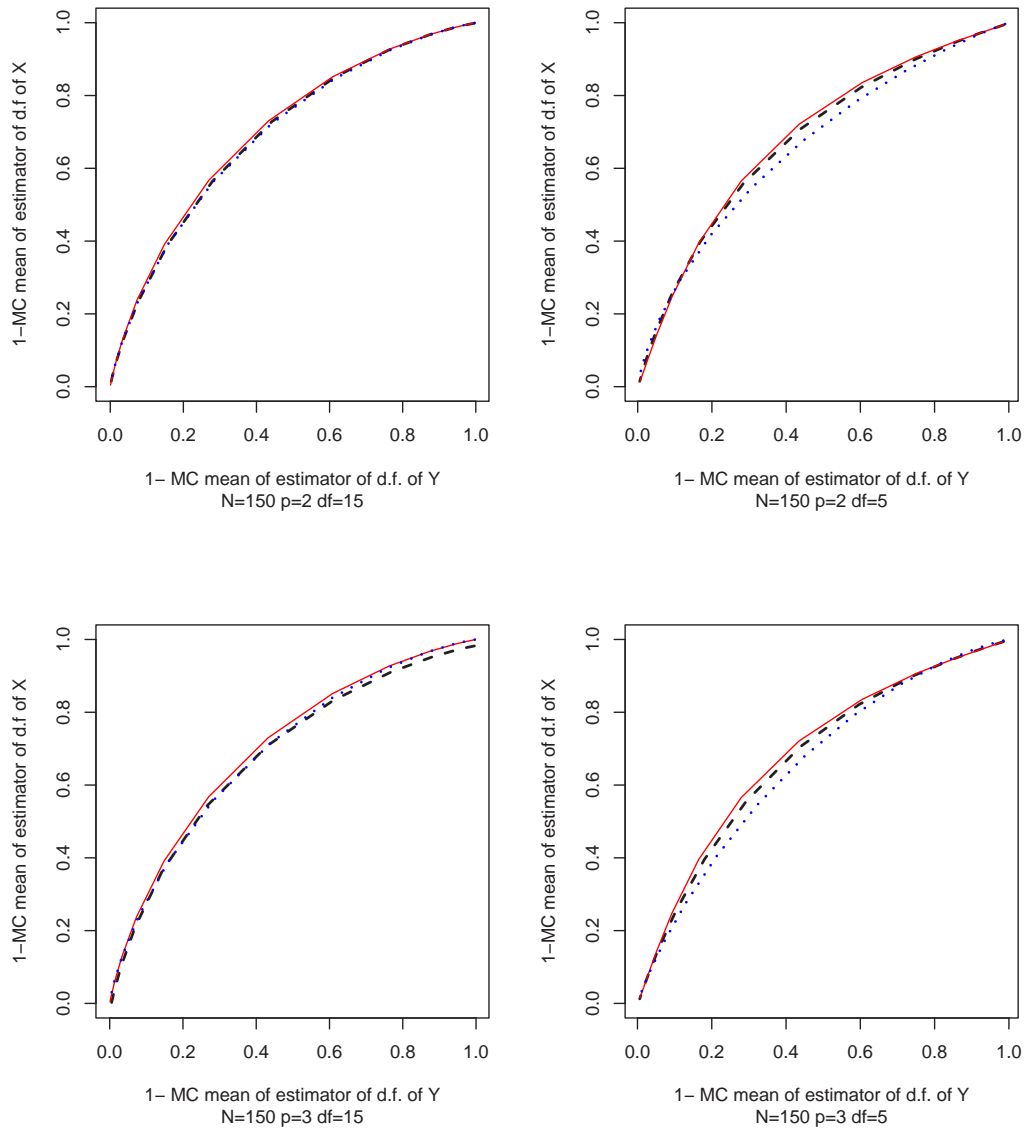 1.0
0.8
0.6
0.4
0.2
0.0
1−MC mean of estimator of d.f of X
0.0 0.2 0.4 0.6 0.8 1.0
1− MC mean of estimator of d.f. of Y
N=150 p=2 df=15
1.0
0.8
0.6
0.4
0.2
0.0
1−MC mean of estimator of d.f of X
0.0 0.2 0.4 0.6 0.8 1.0
1− MC mean of estimator of d.f. of Y
N=150 p=2 df=5
1.0
0.8
0.6
0.4
0.2
0.0
1−MC mean of estimator of d.f of X
0.0 0.2 0.4 0.6 0.8 1.0
1− MC mean of estimator of d.f. of Y
N=150 p=3 df=15
1.0
0.8
0.6
0.4
0.2
0.0
1−MC mean of estimator of d.f of X
0.0 0.2 0.4 0.6 0.8 1.0
1− MC mean of estimator of d.f. of Y
N=150 p=3 df=5